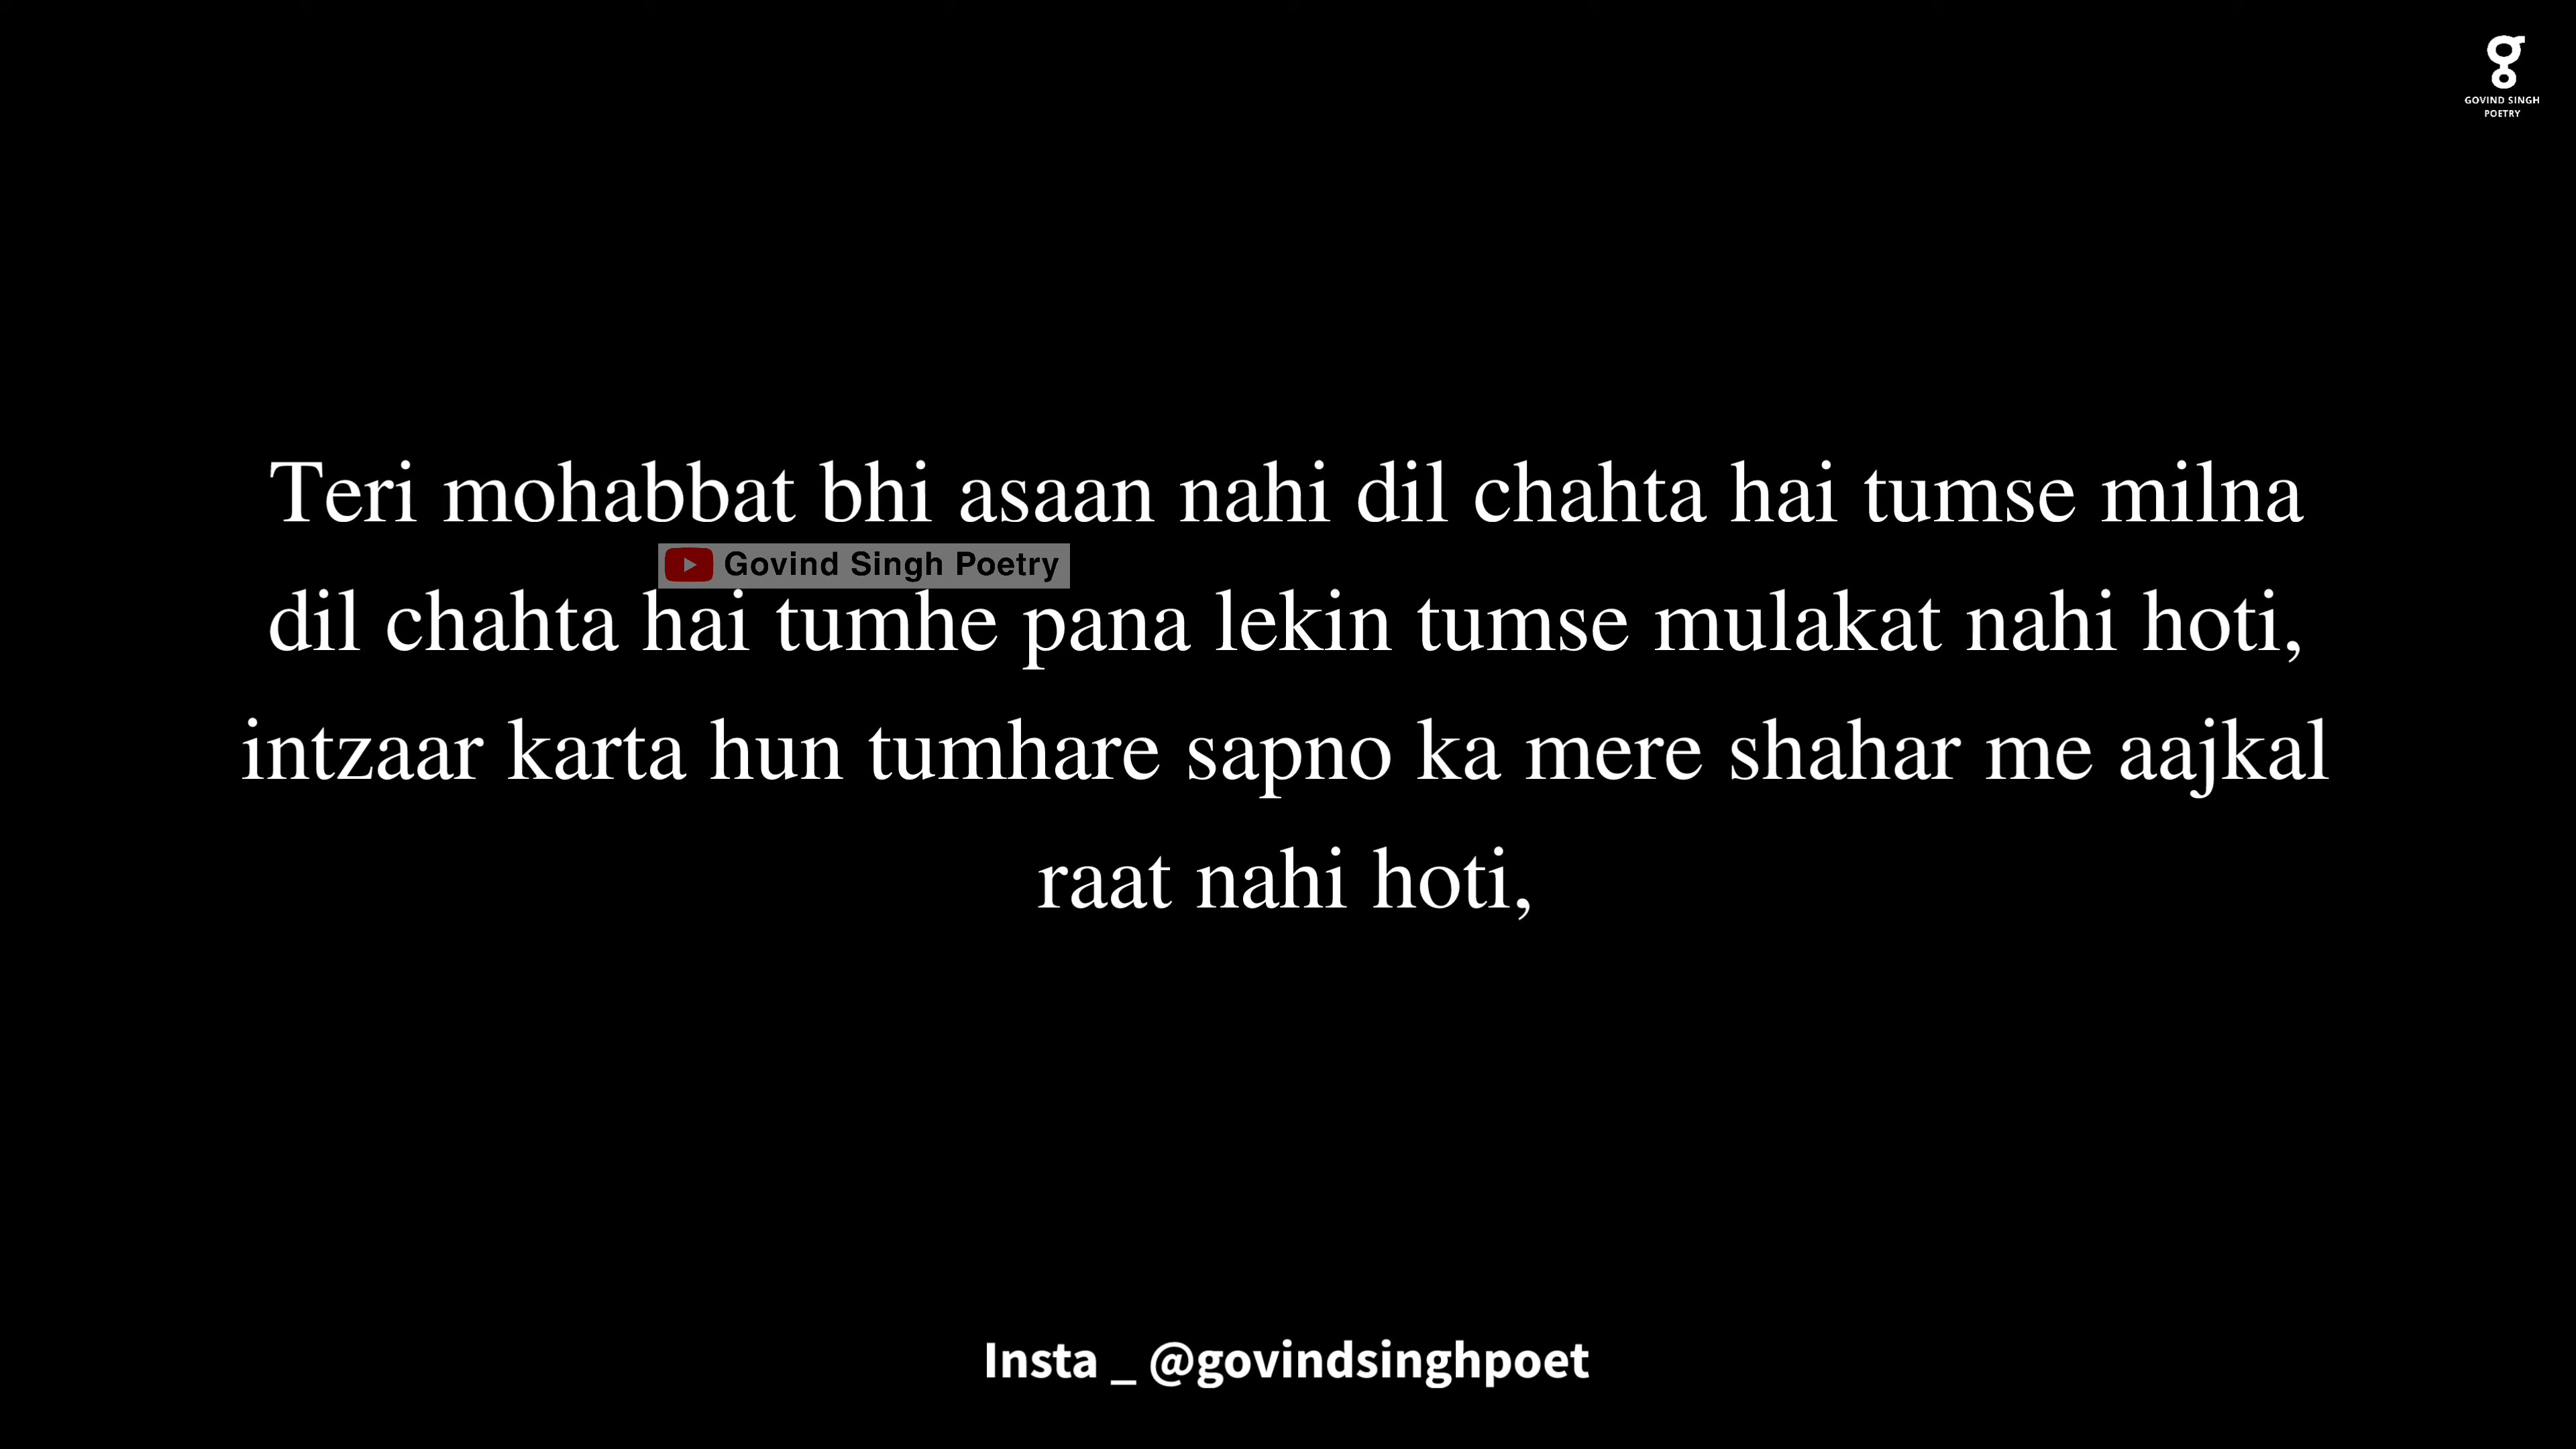 GOVIND SINGH
POETRY
Teri mohabbat bhi asaan nahi dil chahta hai tumse milna
Govind Singh Poetry
dil chahta hai tumhe pana lekin tumse mulakat nahi hoti,
intzaar karta hun tumhare sapno ka mere shahar me aajkal
raat nahi hoti,
Insta _ @govindsinghpoet